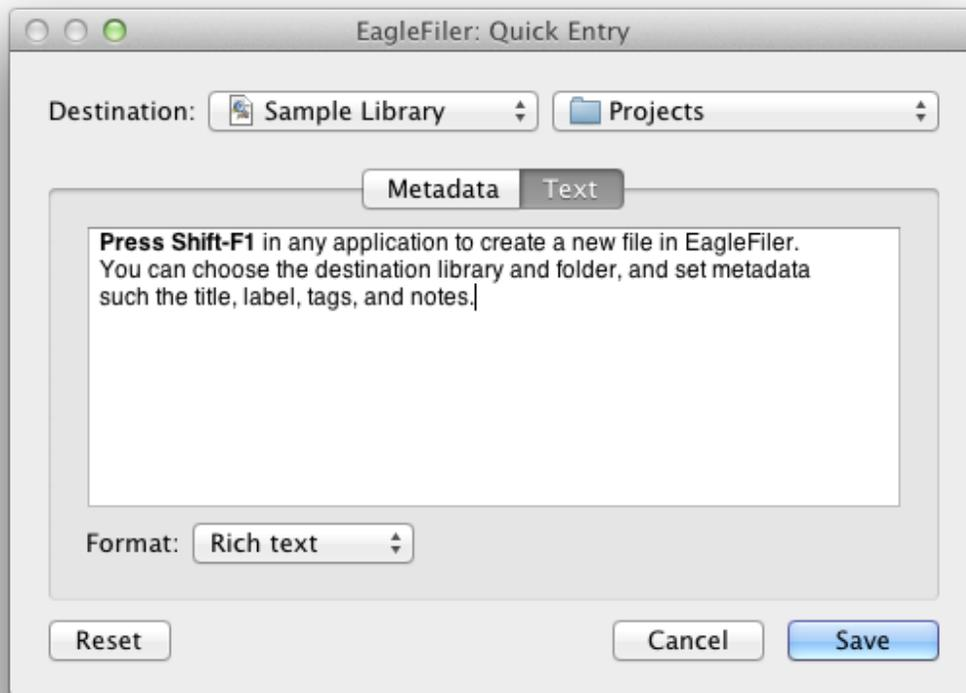 EagleFiler: Quick Entry
Destination: Sample Library Projects
Metadata Text
Press Shift-F1 in any application to create a new file in EagleFiler.
You can choose the destination library and folder, and set metadata
such the title, label, tags, and notes.
Format: Rich text
Reset Cancel Save